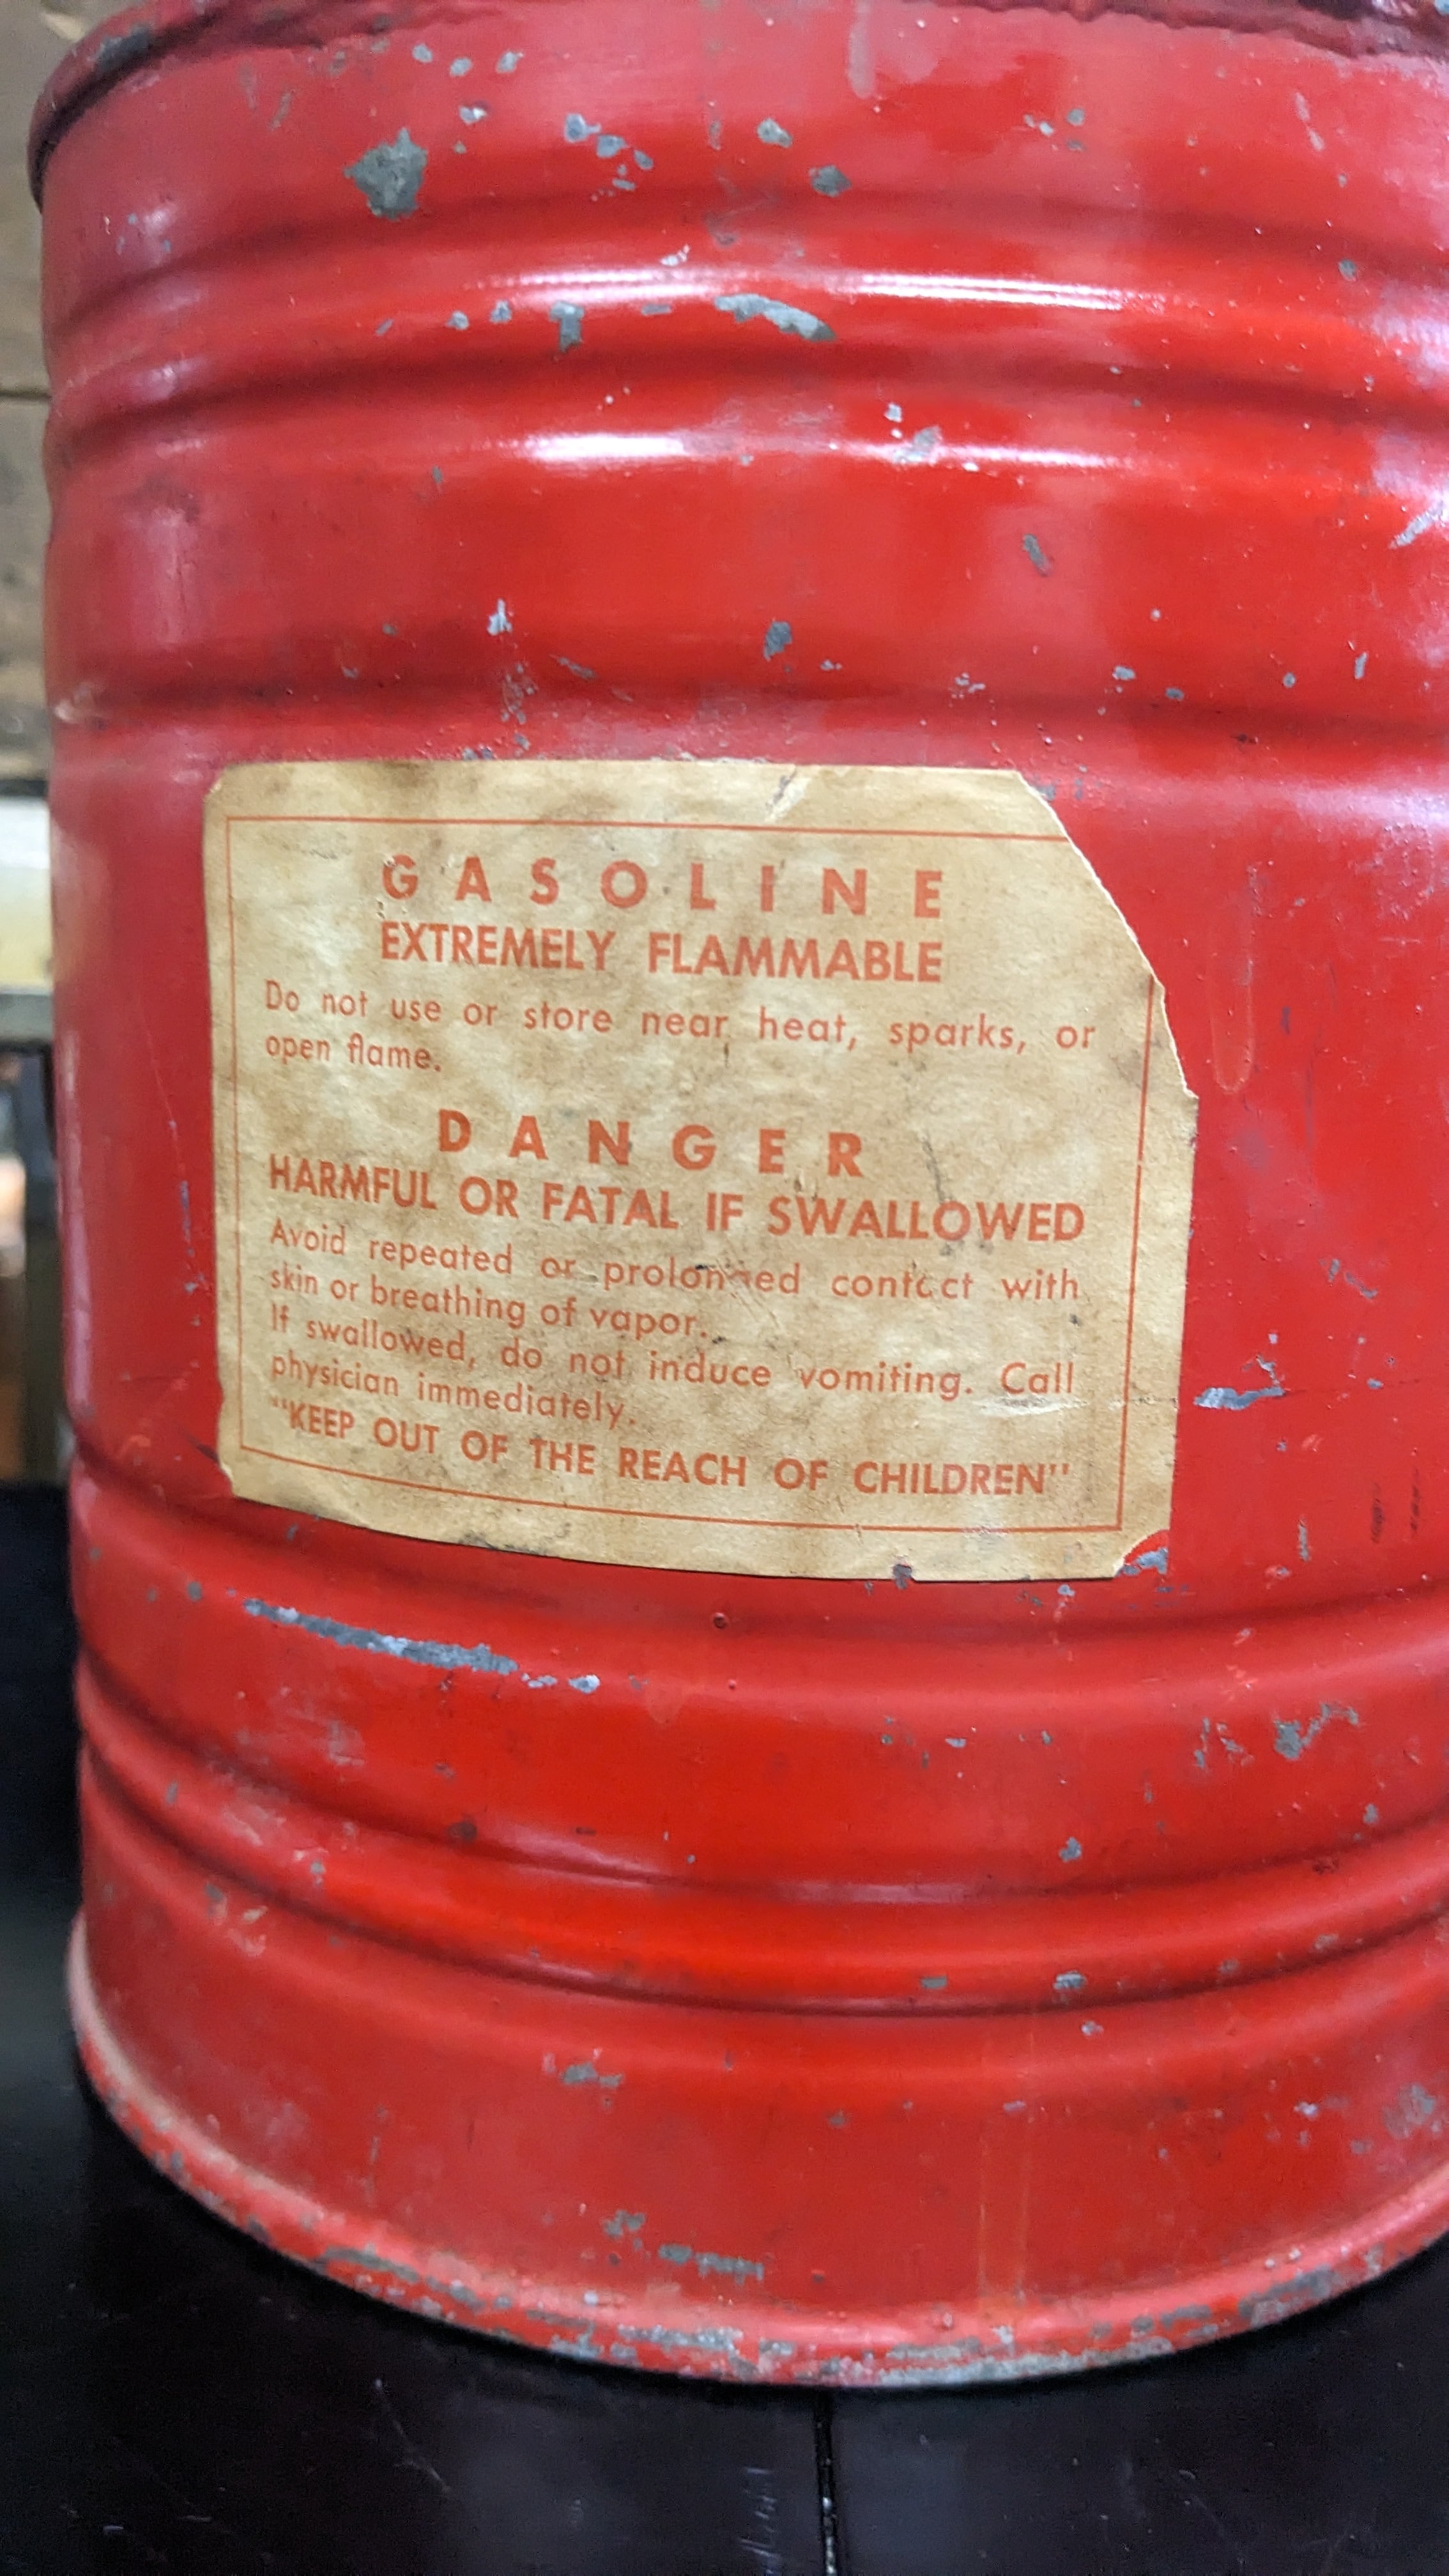 GASOLINE
EXTREMELY FLAMMABLE
Do not use or store near heat, sparks, or
open flame.
DANGER
HARMFUL OR FATAL IF SWALLOWED
Avoid repeated or prolonged contact with
skin or breathing of vapor.
If swallowed, do not induce vomiting. Call
physician immediately.
"KEEP OUT OF THE REACH OF CHILDREN"